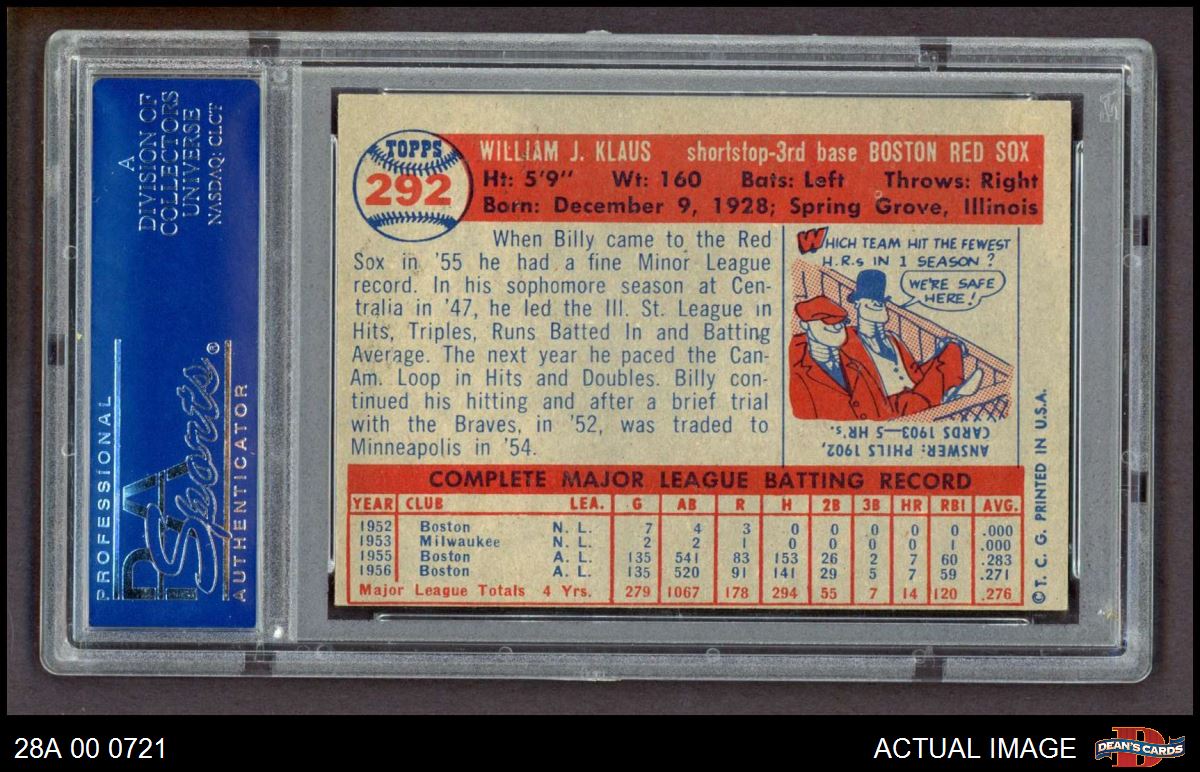 A
DIVISION OF
COLLECTORS
UNIVERSE
NASDAQ: CLCT
PROFESSIONAL
PSA
Sports®
AUTHENTICATOR
TOPPS
292
WILLIAM J. KLAUS shortstop-3rd base BOSTON RED SOX
Ht: 5'9" Wt: 160 Bats: Left Throws: Right
Born: December 9, 1928; Spring Grove, Illinois
When Billy came to the Red
Sox in '55 he had a fine Minor League
record. In his sophomore season at Cen-
tralia in '47, he led the Ill. St. League in
Hits, Triples, Runs Batted In and Batting
Average. The next year he paced the Can-
Am. Loop in Hits and Doubles. Billy con-
tinued his hitting and after a brief trial
with the Braves, in '52, was traded to
Minneapolis in '54.
WHICH TEAM HIT THE FEWEST
H.R.s IN 1 SEASON?
WE'RE SAFE
HERE!
ANSWER: PHILS 1902,
CARDS 1903—5 HR's.
COMPLETE MAJOR LEAGUE BATTING RECORD
YEAR CLUB LEA. G AB R H 2B 3B HR RBI AVG.
1952 Boston N. L. 7 4 3 0 0 0 0 0 .000
1953 Milwaukee N. L. 2 2 1 0 0 0 0 1 .000
1955 Boston A. L. 135 541 83 153 26 2 7 60 .283
1956 Boston A. L. 135 520 91 141 29 5 7 59 .271
Major League Totals 4 Yrs. 279 1067 178 294 55 7 14 120 .276
© T. C. G. PRINTED IN U.S.A.
28A 00 0721
ACTUAL IMAGE
D
DEAN'S CARDS